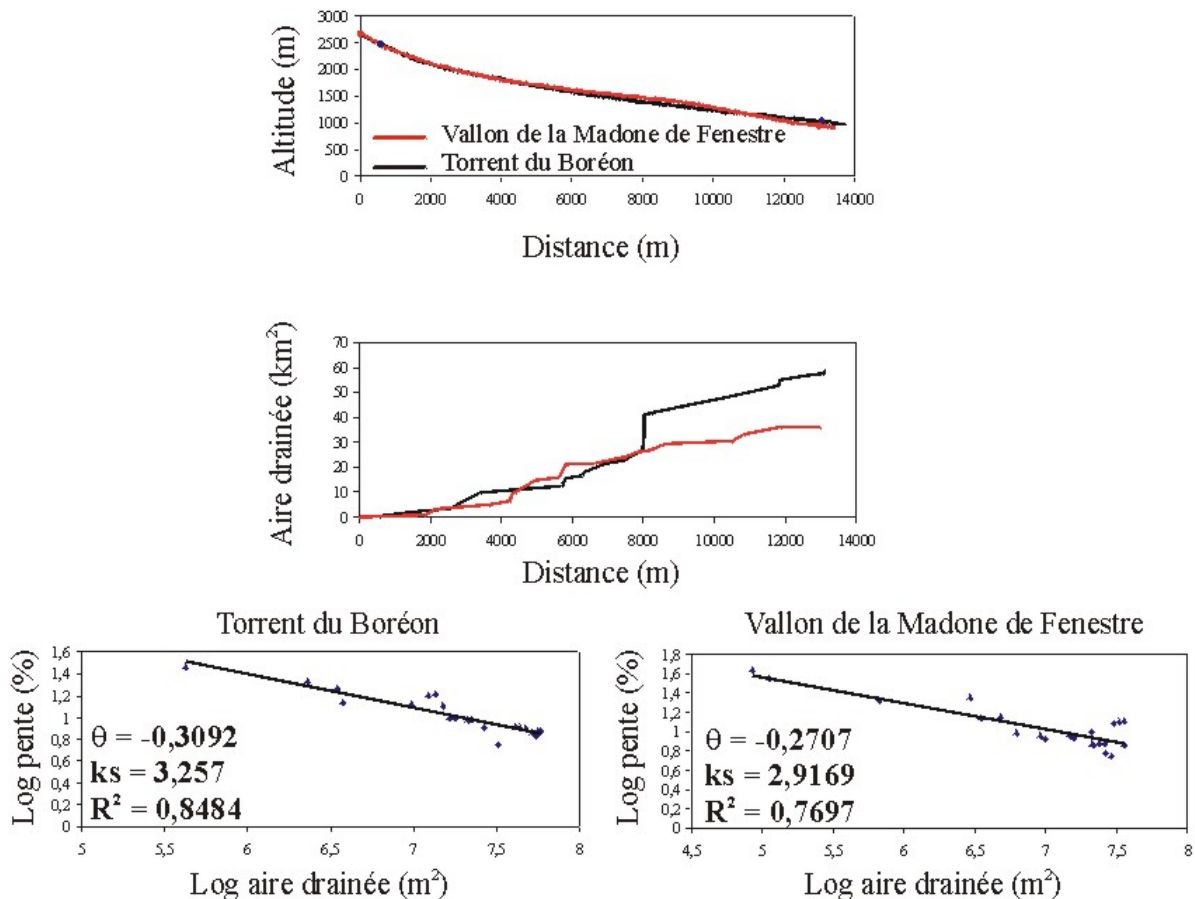 Altitude (m)
3000
2500
2000
1500
1000
500
0
Vallon de la Madone de Fenestre
Torrent du Boréon
0 2000 4000 6000 8000 10000 12000 14000
Distance (m)
Aire drainée (km²)
70
60
50
40
30
20
10
0
0 2000 4000 6000 8000 10000 12000 14000
Distance (m)
Torrent du Boréon
Log pente (%)
1,6
1,4
1,2
1
0,8
0,6
0,4
0,2
0
θ = -0,3092
ks = 3,257
R² = 0,8484
5 5,5 6 6,5 7 7,5 8
Log aire drainée (m²)
Vallon de la Madone de Fenestre
Log pente (%)
1,8
1,6
1,4
1,2
1
0,8
0,6
0,4
0,2
0
θ = -0,2707
ks = 2,9169
R² = 0,7697
4,5 5 5,5 6 6,5 7 7,5 8
Log aire drainée (m²)